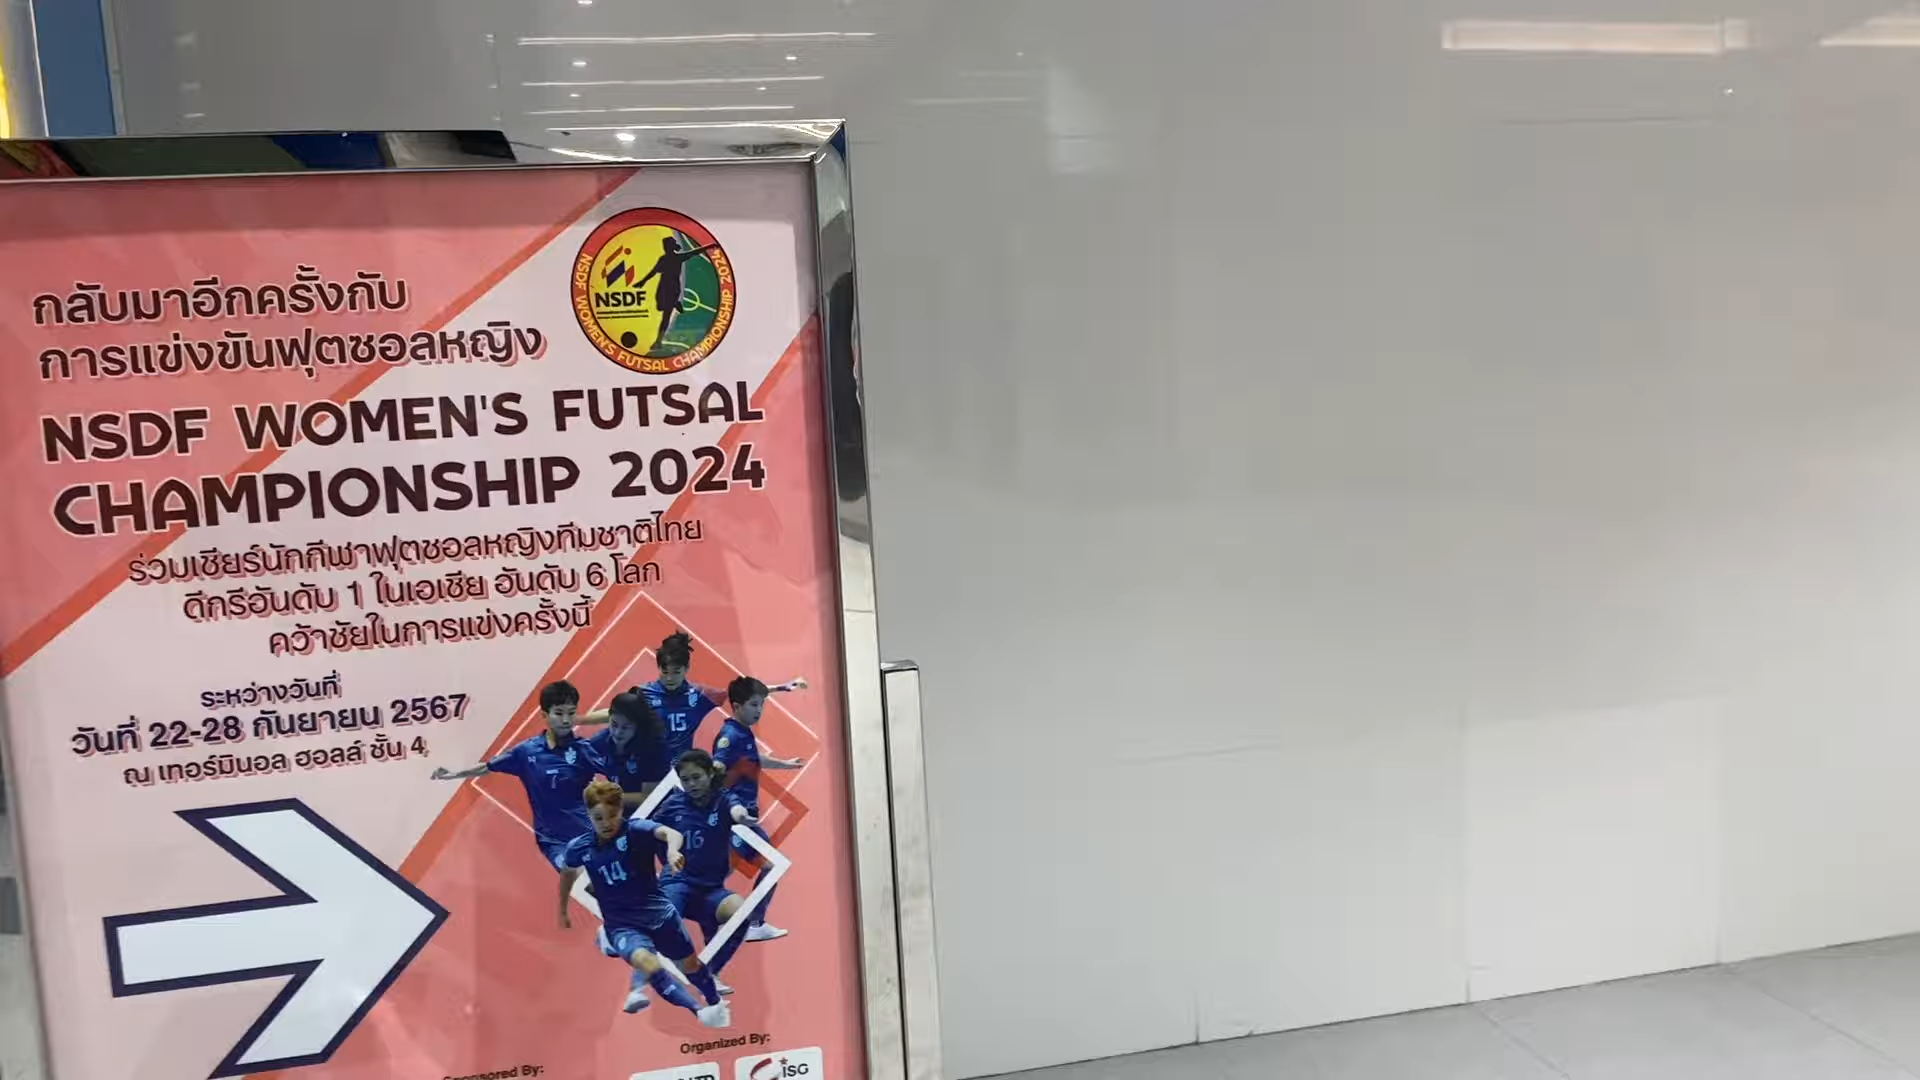 กลับมาอีกครั้งกับ
การแข่งขันฟุตซอลหญิง
NSDF
NSDF WOMEN'S FUTSAL CHAMPIONSHIP 2024
NSDF WOMEN'S FUTSAL
CHAMPIONSHIP 2024
ร่วมเชียร์นักกีฬาฟุตซอลหญิงทีมชาติไทย
ดีกรีอันดับ 1 ในเอเชีย อันดับ 6 โลก
คว้าชัยในการแข่งครั้งนี้
ระหว่างวันที่
วันที่ 22-28 กันยายน 2567
ณ เทอร์มินอล ฮอลล์ ชั้น 4
15
7
16
14
Organized By:
Sponsored By:
ISG